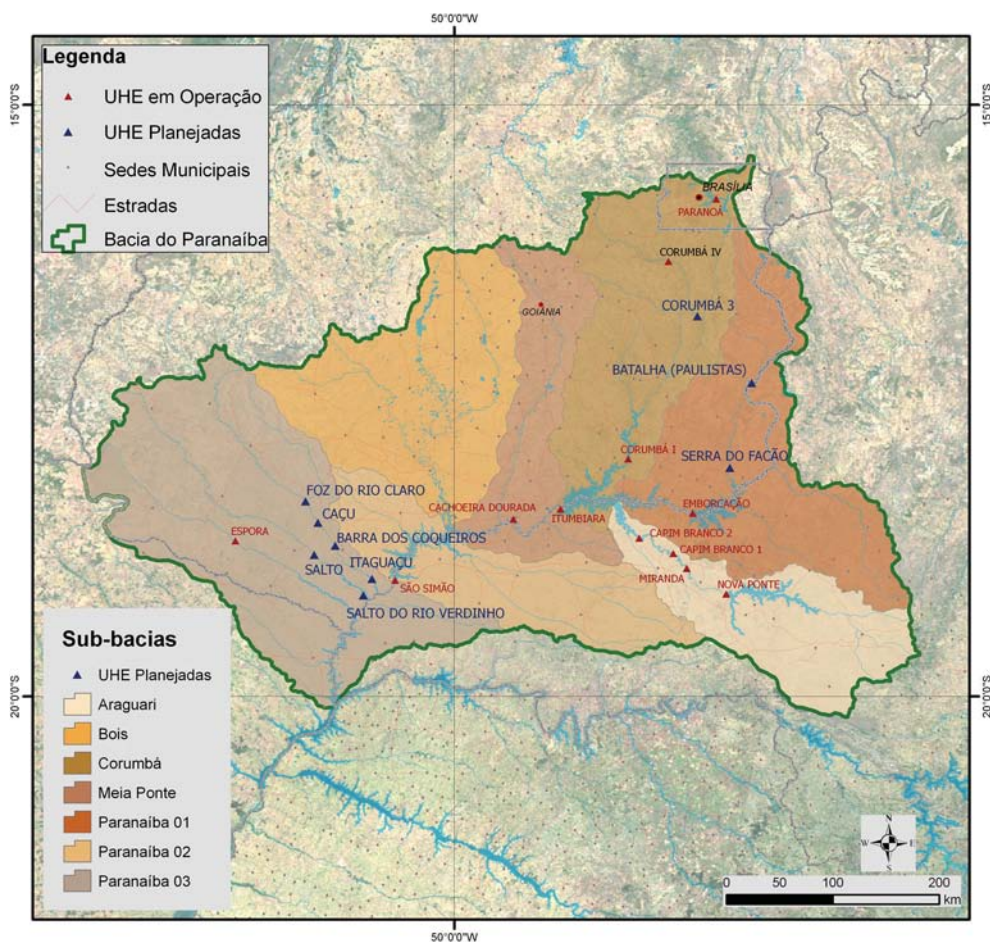 50°0'0"W
Legenda
UHE em Operação
UHE Planejadas
Sedes Municipais
Estradas
Bacia do Paranaíba
15°0'0"S
15°0'0"S
BRASÍLIA
PARANOÁ
CORUMBÁ IV
CORUMBÁ 3
GOIÂNIA
BATALHA (PAULISTAS)
CORUMBÁ I
SERRA DO FACÃO
FOZ DO RIO CLARO
CAÇU
CACHOEIRA DOURADA
ITUMBIARA
EMBORCAÇÃO
ESPORA
BARRA DOS COQUEIROS
CAPIM BRANCO 2
CAPIM BRANCO 1
SALTO
ITAGUAÇU
MIRANDA
SÃO SIMÃO
NOVA PONTE
SALTO DO RIO VERDINHO
Sub-bacias
UHE Planejadas
Araguari
Bois
Corumbá
Meia Ponte
Paranaíba 01
Paranaíba 02
Paranaíba 03
20°0'0"S
20°0'0"S
N
W E
S
0 50 100 200
km
50°0'0"W